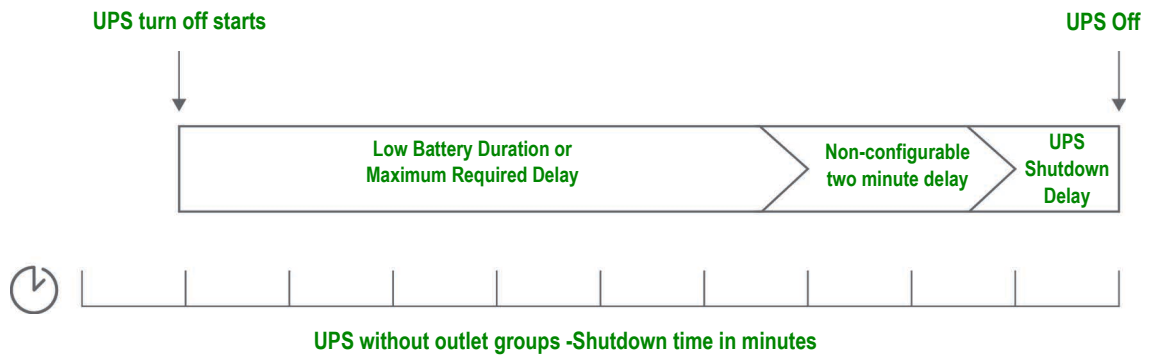 UPS turn off starts
UPS Off
Low Battery Duration or
Maximum Required Delay
Non-configurable
two minute delay
UPS
Shutdown
Delay
UPS without outlet groups -Shutdown time in minutes